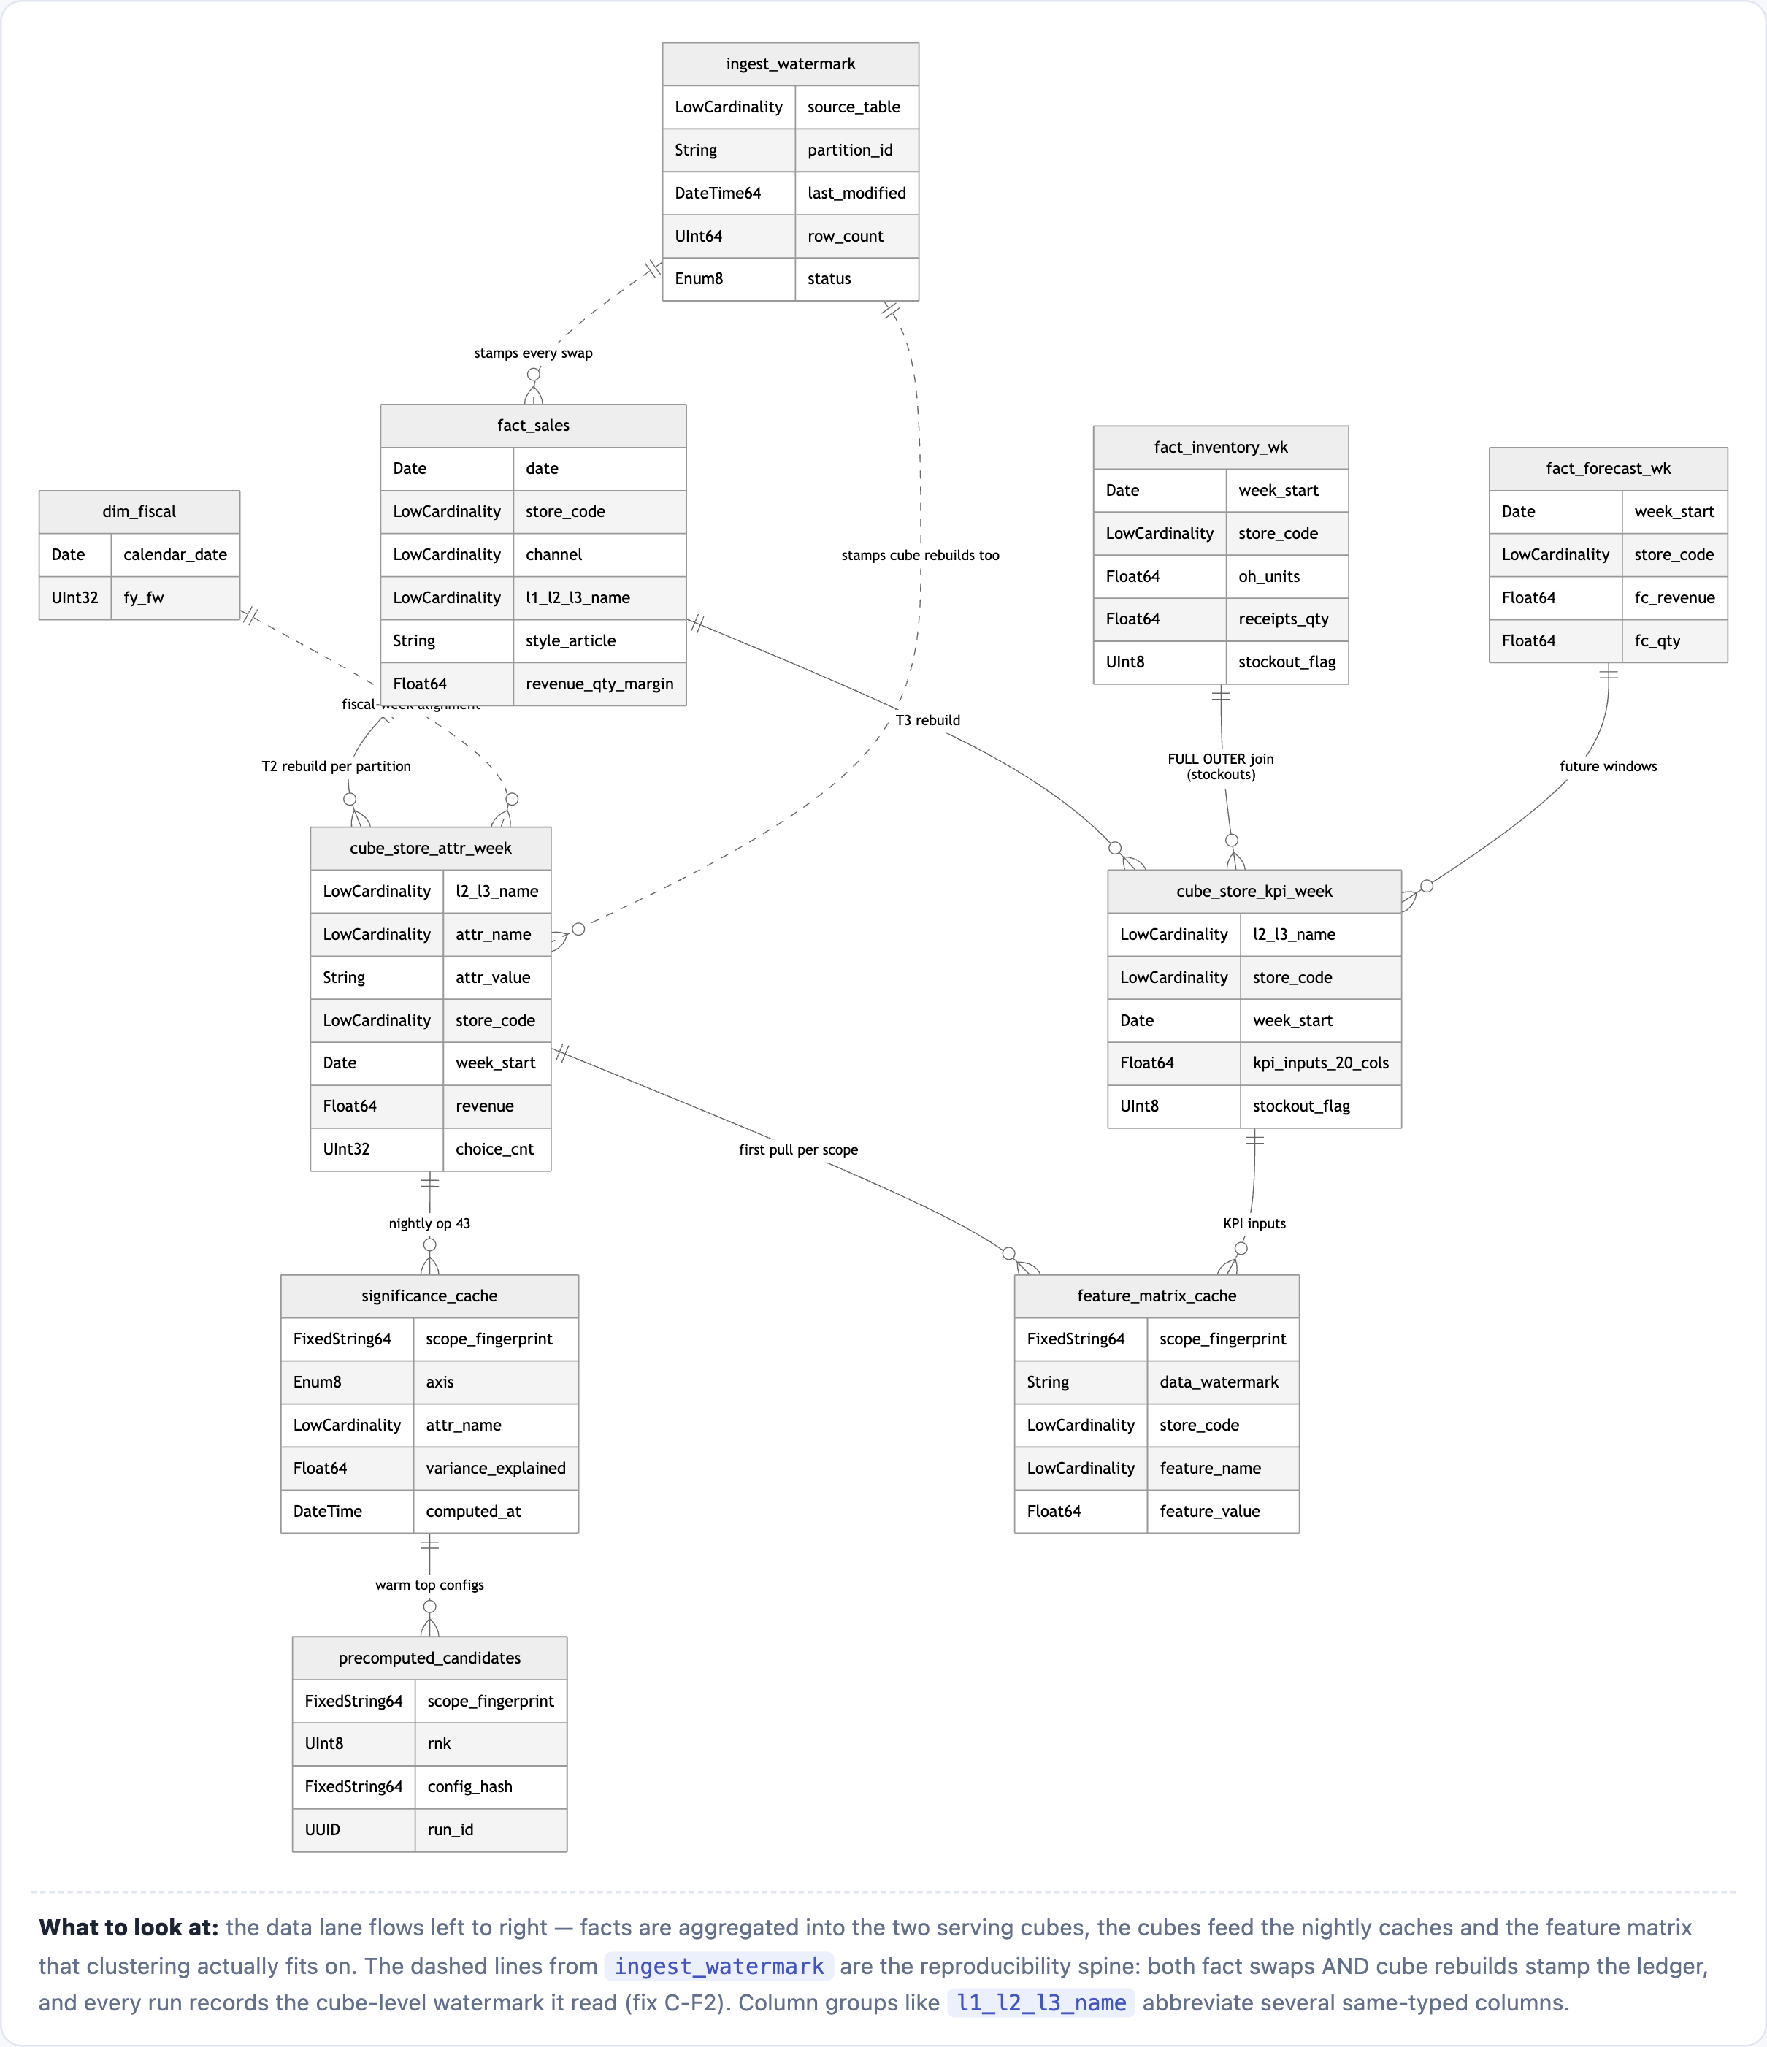 ingest_watermark
LowCardinality source_table
String partition_id
DateTime64 last_modified
UInt64 row_count
Enum8 status
stamps every swap
stamps cube rebuilds too
fact_sales
Date date
LowCardinality store_code
LowCardinality channel
LowCardinality l1_l2_l3_name
String style_article
Float64 revenue_qty_margin
fact_inventory_wk
Date week_start
LowCardinality store_code
Float64 oh_units
Float64 receipts_qty
UInt8 stockout_flag
fact_forecast_wk
Date week_start
LowCardinality store_code
Float64 fc_revenue
Float64 fc_qty
dim_fiscal
Date calendar_date
UInt32 fy_fw
fiscal-week alignment
T2 rebuild per partition
T3 rebuild
FULL OUTER join
(stockouts)
future windows
cube_store_attr_week
LowCardinality l2_l3_name
LowCardinality attr_name
String attr_value
LowCardinality store_code
Date week_start
Float64 revenue
UInt32 choice_cnt
cube_store_kpi_week
LowCardinality l2_l3_name
LowCardinality store_code
Date week_start
Float64 kpi_inputs_20_cols
UInt8 stockout_flag
first pull per scope
nightly op 43
KPI inputs
significance_cache
FixedString64 scope_fingerprint
Enum8 axis
LowCardinality attr_name
Float64 variance_explained
DateTime computed_at
feature_matrix_cache
FixedString64 scope_fingerprint
String data_watermark
LowCardinality store_code
LowCardinality feature_name
Float64 feature_value
warm top configs
precomputed_candidates
FixedString64 scope_fingerprint
UInt8 rnk
FixedString64 config_hash
UUID run_id
What to look at: the data lane flows left to right — facts are aggregated into the two serving cubes, the cubes feed the nightly caches and the feature matrix
that clustering actually fits on. The dashed lines from ingest_watermark are the reproducibility spine: both fact swaps AND cube rebuilds stamp the ledger,
and every run records the cube-level watermark it read (fix C-F2). Column groups like l1_l2_l3_name abbreviate several same-typed columns.